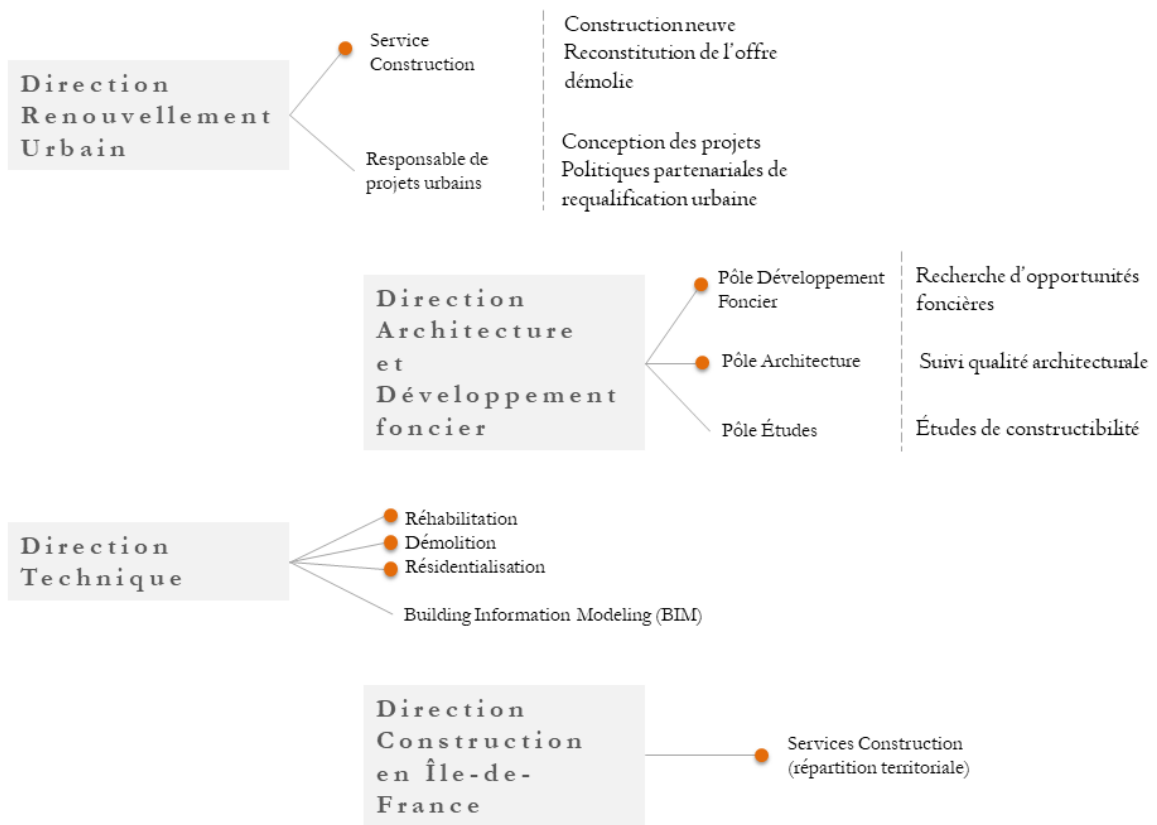 Direction
Renouvellement
Urbain
Service
Construction
Construction neuve
Reconstitution de l'offre
démolie
Responsable de
projets urbains
Conception des projets
Politiques partenariales de
requalification urbaine
Direction
Architecture
et
Développement
foncier
Pôle Développement
Foncier
Recherche d'opportunités
foncières
Pôle Architecture
Suivi qualité architecturale
Pôle Études
Études de constructibilité
Direction
Technique
Réhabilitation
Démolition
Résidentialisation
Building Information Modeling (BIM)
Direction
Construction
en Île-de-
France
Services Construction
(répartition territoriale)